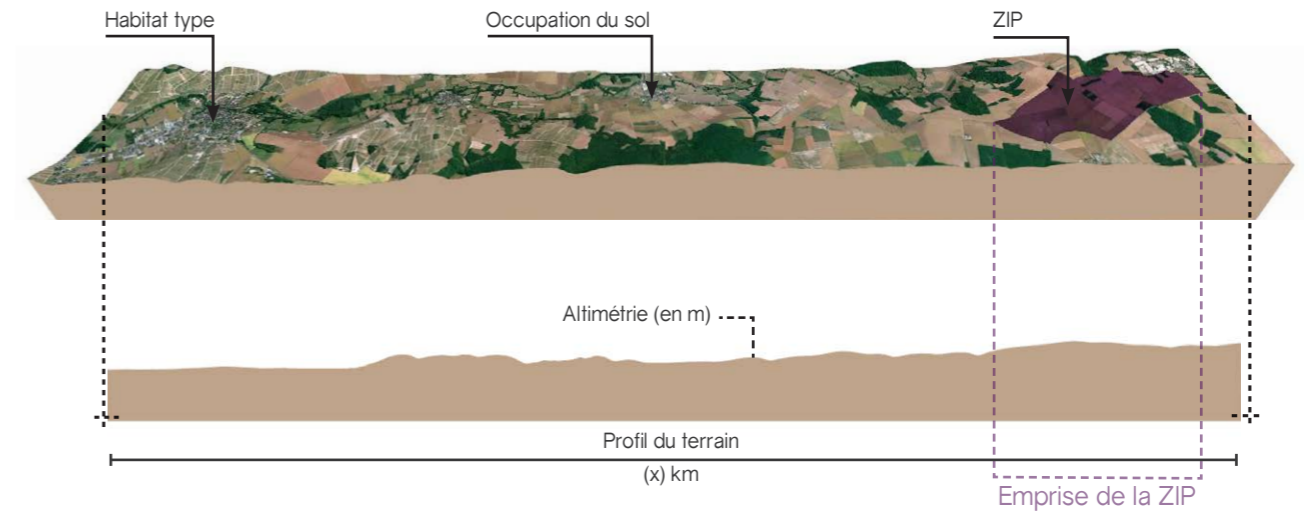 Habitat type
Occupation du sol
ZIP
Altimétrie (en m)
Profil du terrain
(x) km
Emprise de la ZIP